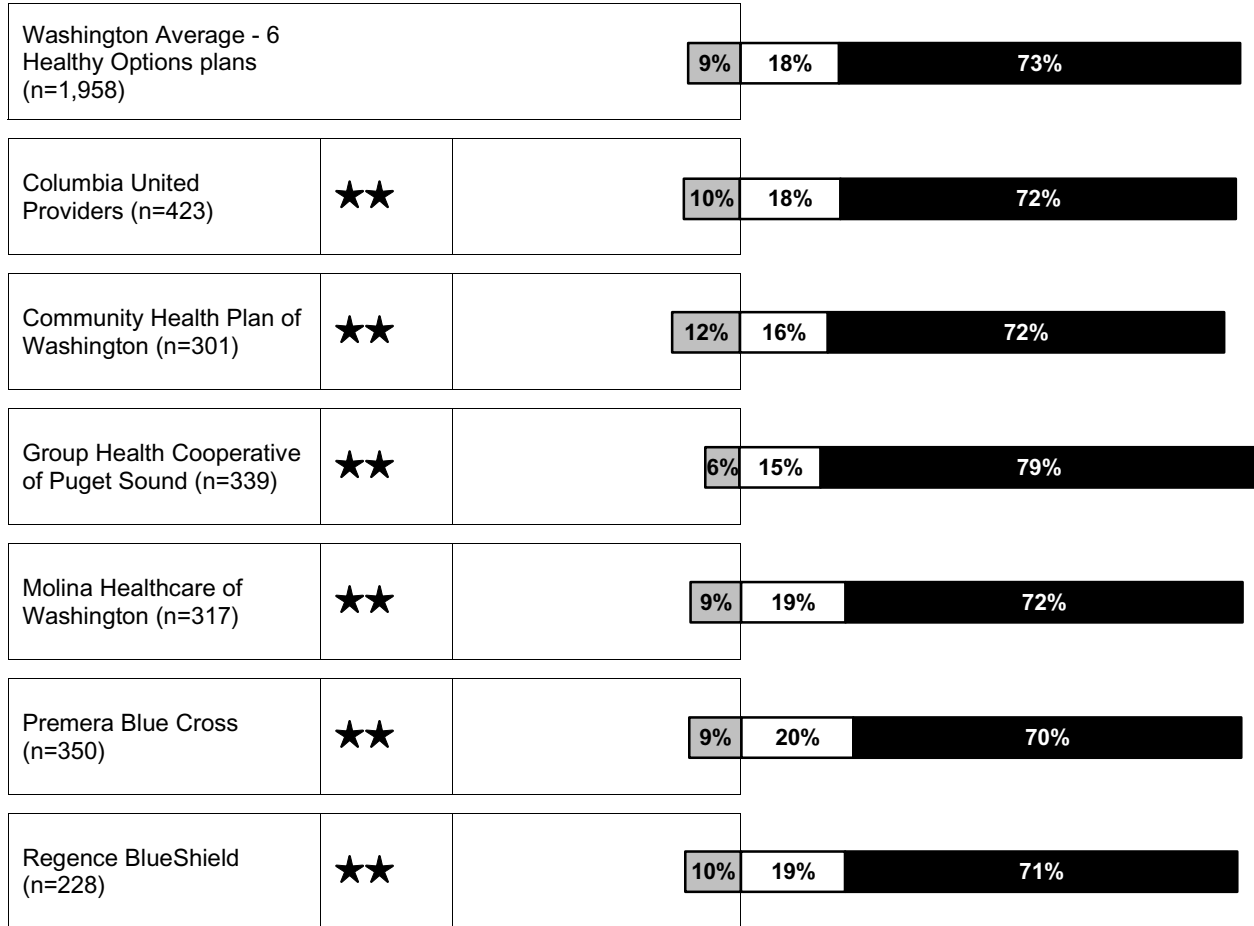 Washington Average - 6
Healthy Options plans
(n=1,958)
9% 18% 73%
Columbia United
Providers (n=423)
★★
10% 18% 72%
Community Health Plan of
Washington (n=301)
★★
12% 16% 72%
Group Health Cooperative
of Puget Sound (n=339)
★★
6% 15% 79%
Molina Healthcare of
Washington (n=317)
★★
9% 19% 72%
Premera Blue Cross
(n=350)
★★
9% 20% 70%
Regence BlueShield
(n=228)
★★
10% 19% 71%